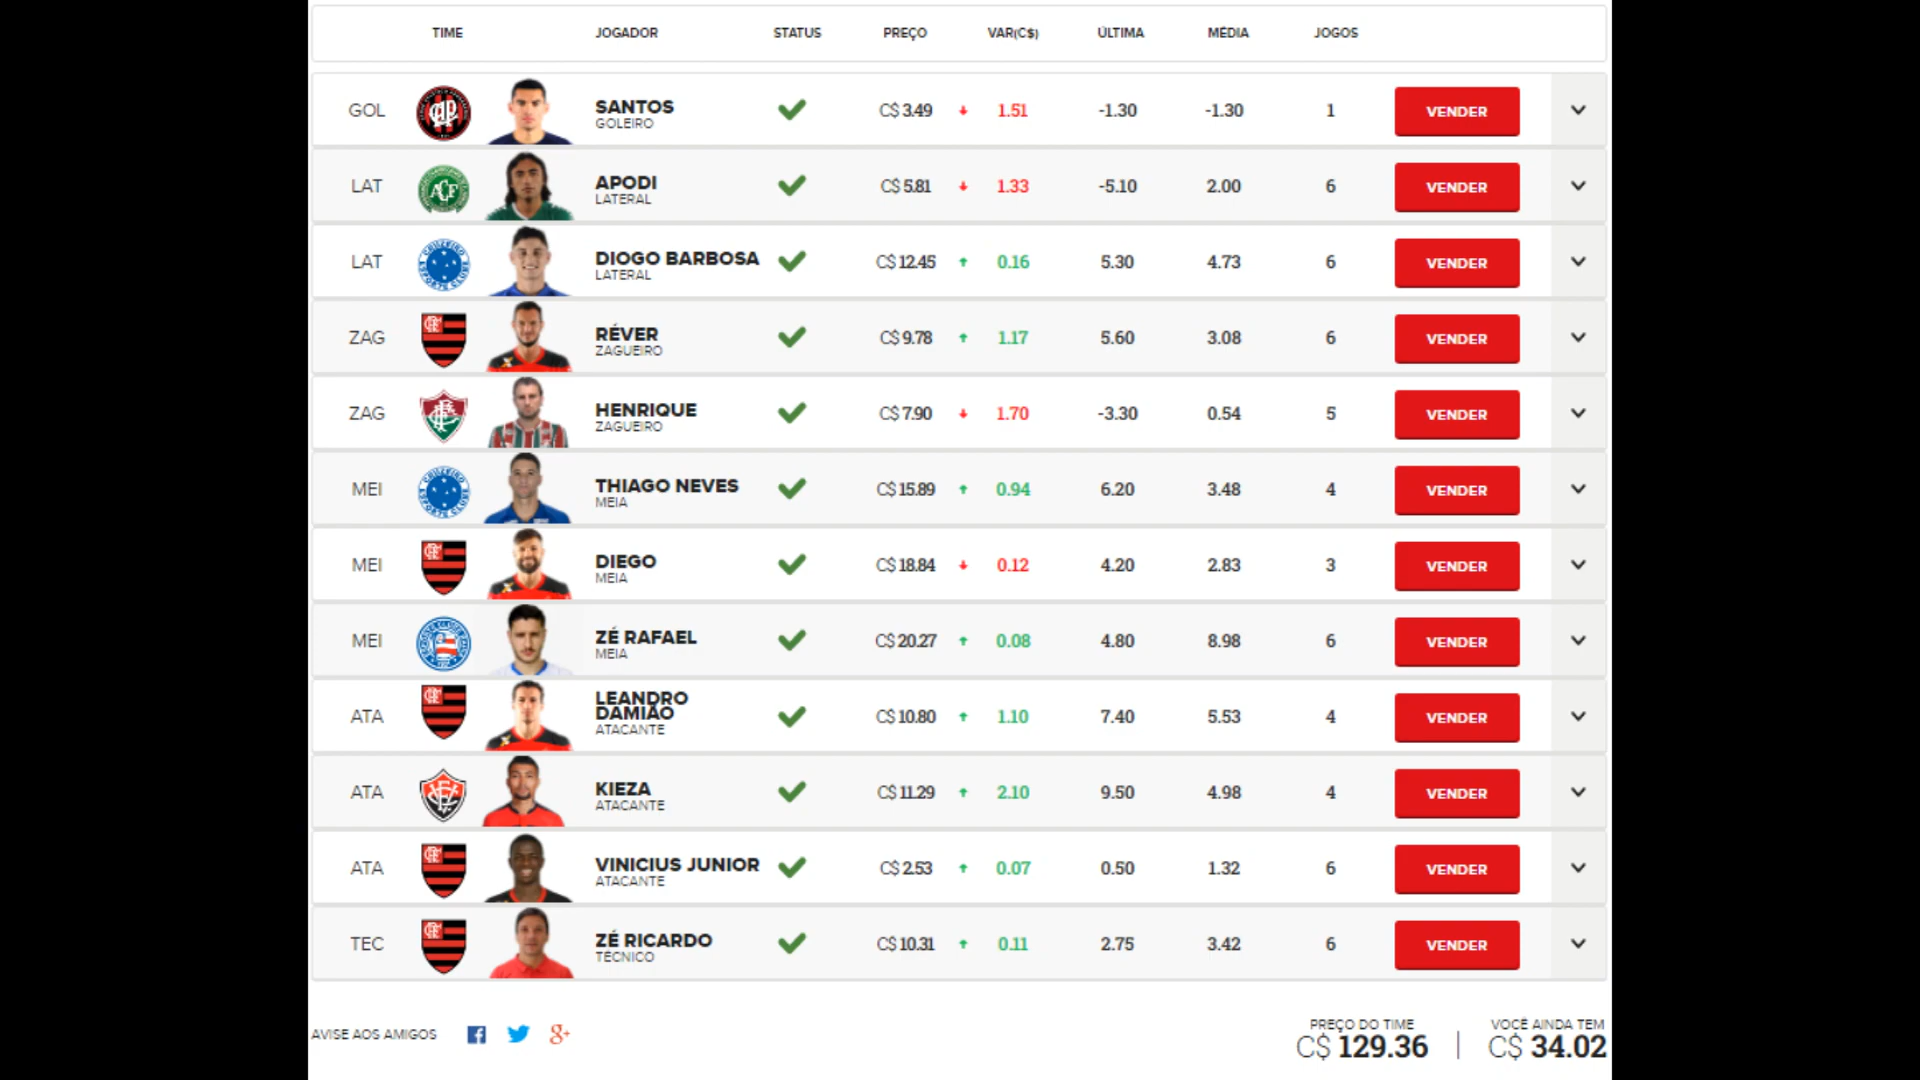 TIME JOGADOR STATUS PREÇO VAR(C$) ÚLTIMA MÉDIA JOGOS
GOL SANTOS C$ 3.49 1.51 -1.30 -1.30 1 VENDER
GOLEIRO
LAT APODI C$ 5.81 1.33 -5.10 2.00 6 VENDER
LATERAL
LAT DIOGO BARBOSA C$ 12.45 0.16 5.30 4.73 6 VENDER
LATERAL
ZAG RÉVER C$ 9.78 1.17 5.60 3.08 6 VENDER
ZAGUEIRO
ZAG HENRIQUE C$ 7.90 1.70 -3.30 0.54 5 VENDER
ZAGUEIRO
MEI THIAGO NEVES C$ 15.89 0.94 6.20 3.48 4 VENDER
MEIA
MEI DIEGO C$ 18.84 0.12 4.20 2.83 3 VENDER
MEIA
MEI ZÉ RAFAEL C$ 20.27 0.08 4.80 8.98 6 VENDER
MEIA
LEANDRO
ATA DAMIÃO C$ 10.80 1.10 7.40 5.53 4 VENDER
ATACANTE
ATA KIEZA C$ 11.29 2.10 9.50 4.98 4 VENDER
ATACANTE
ATA VINICIUS JUNIOR C$ 2.53 0.07 0.50 1.32 6 VENDER
ATACANTE
TEC ZÉ RICARDO C$ 10.31 0.11 2.75 3.42 6 VENDER
TÉCNICO
AVISE AOS AMIGOS
PREÇO DO TIME VOCÊ AINDA TEM
C$ 129.36 C$ 34.02